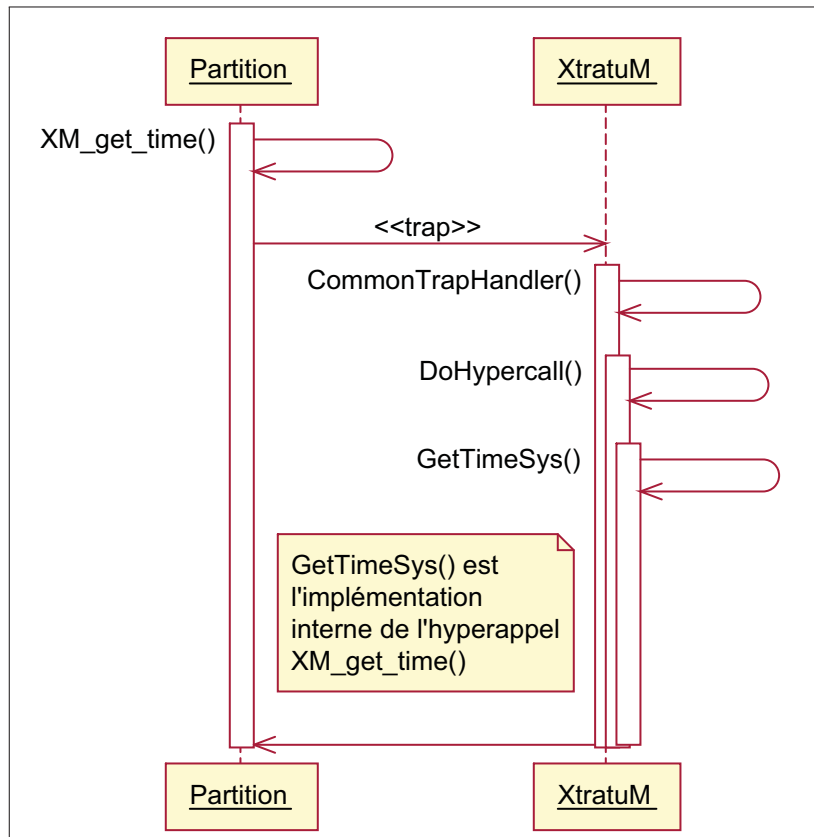 Partition
XtratuM
XM_get_time()
<<trap>>
CommonTrapHandler()
DoHypercall()
GetTimeSys()
GetTimeSys() est
l'implémentation
interne de l'hyperappel
XM_get_time()
Partition
XtratuM